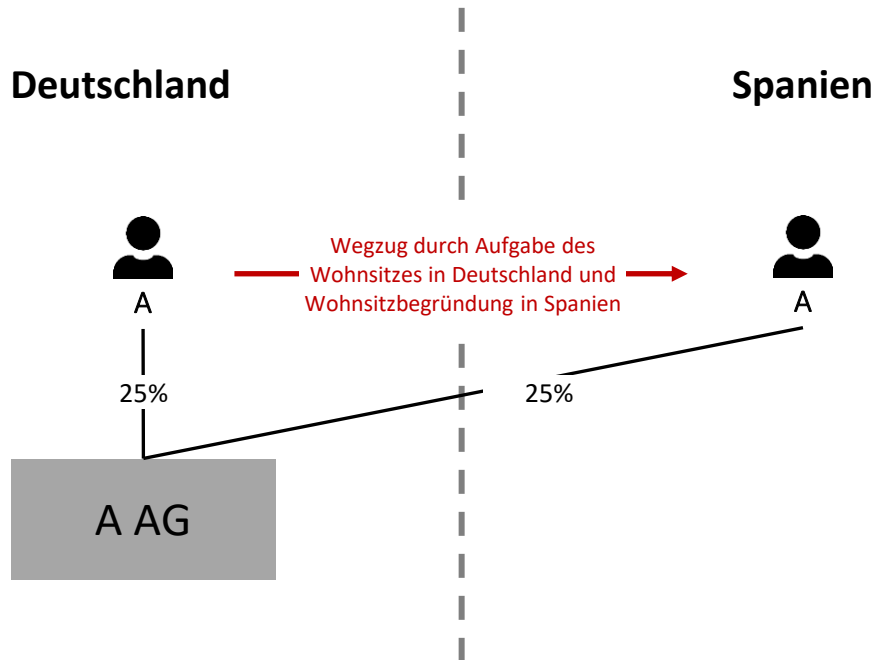 Deutschland
Spanien
Wegzug durch Aufgabe des
Wohnsitzes in Deutschland und
Wohnsitzbegründung in Spanien
A
A
25%
25%
A AG